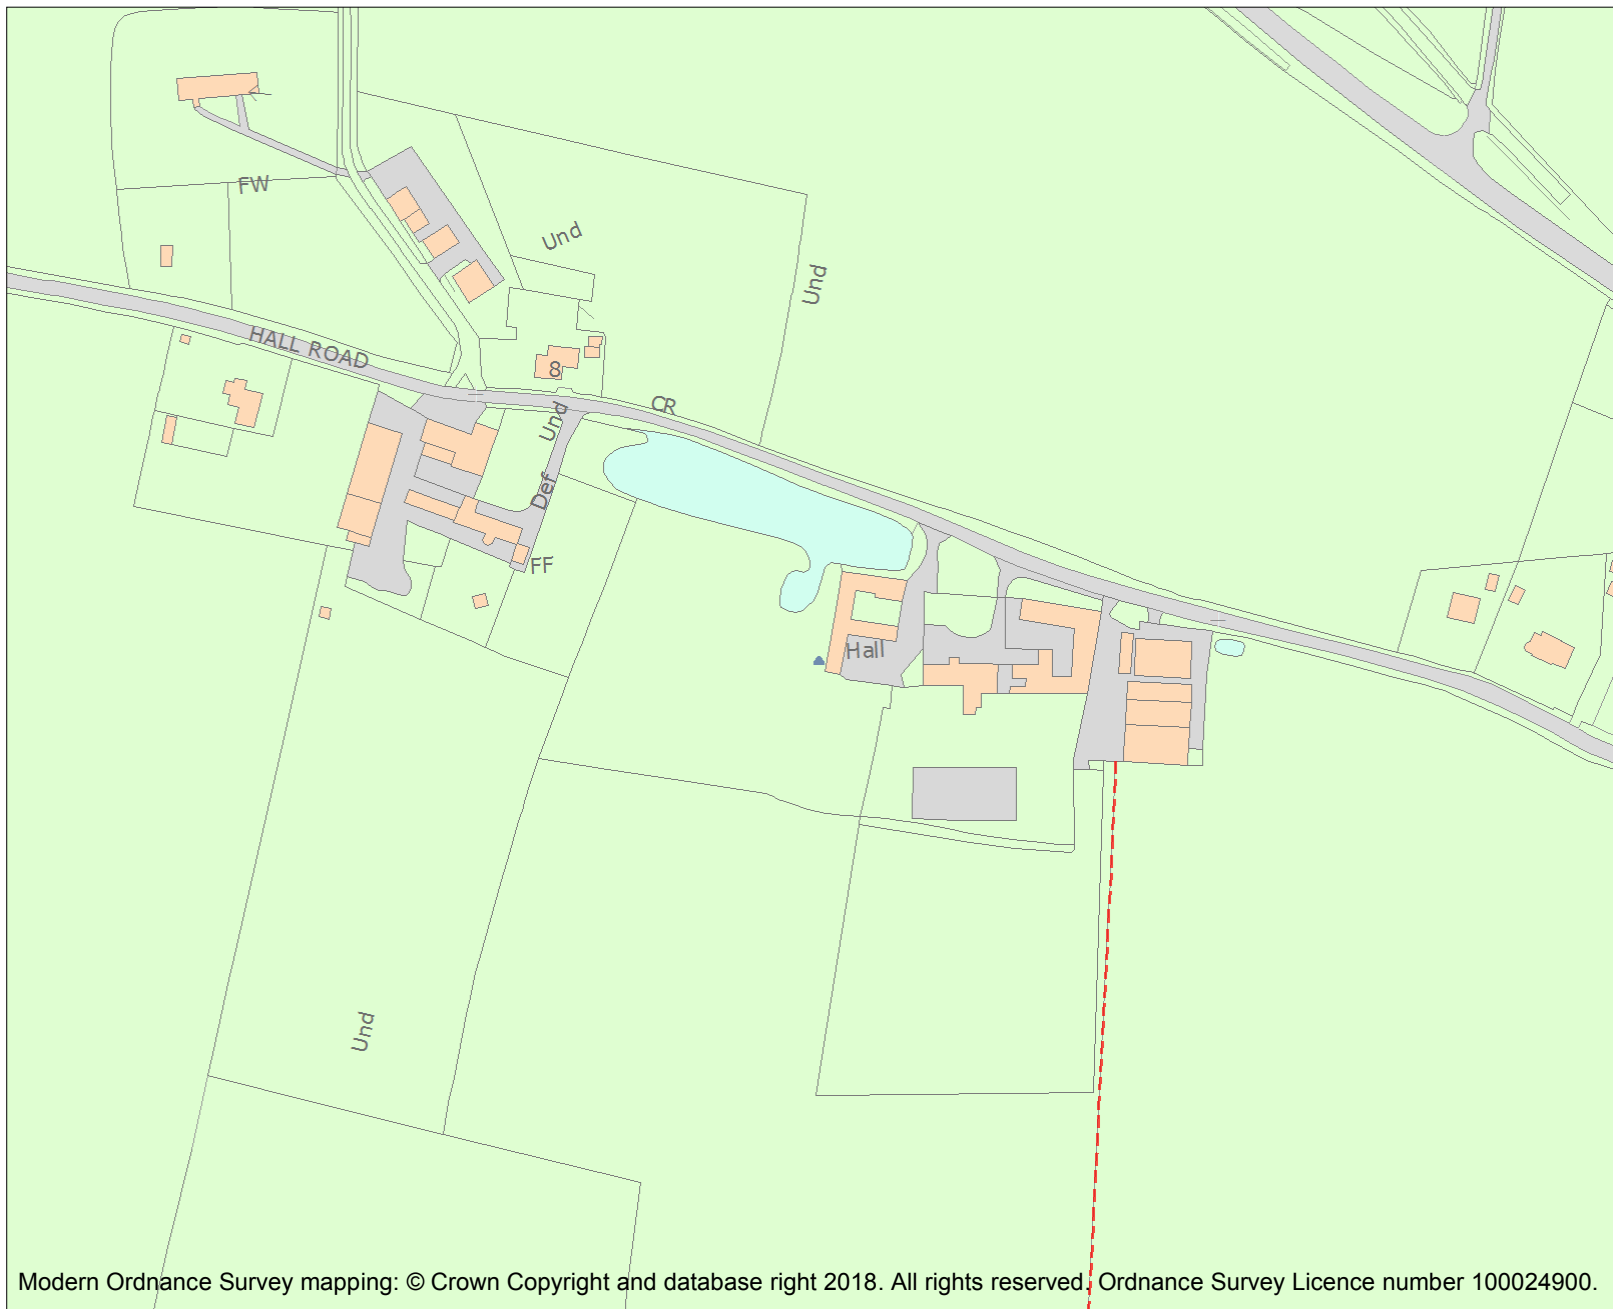 FW
Und
Und
HALL ROAD
8
CR
Und
Def
FF
Hall
Und
Modern Ordnance Survey mapping: © Crown Copyright and database right 2018. All rights reserved. Ordnance Survey Licence number 100024900.